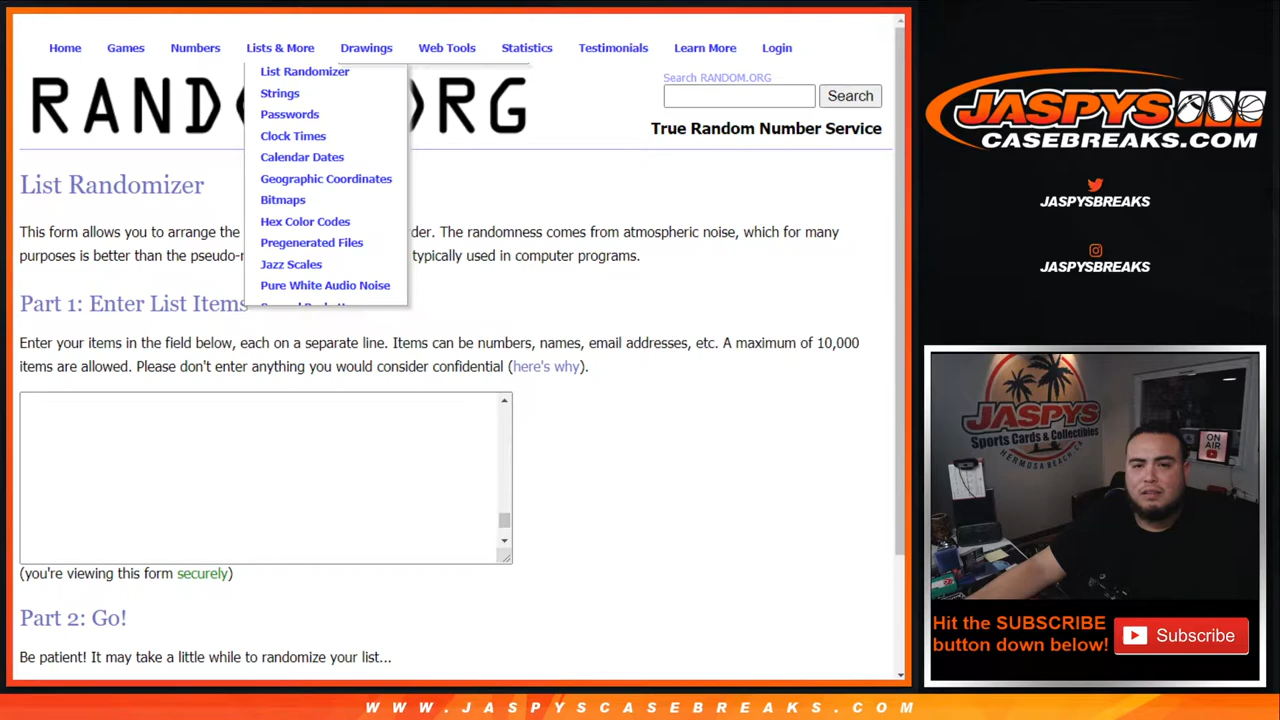 Home Games Numbers Lists & More Drawings Web Tools Statistics Testimonials Learn More Login
List Randomizer
Strings
Passwords
Clock Times
Calendar Dates
Geographic Coordinates
Bitmaps
Hex Color Codes
Pregenerated Files
Jazz Scales
Pure White Audio Noise
RAND RG
Search RANDOM.ORG
Search
True Random Number Service
List Randomizer
This form allows you to arrange the der. The randomness comes from atmospheric noise, which for many
purposes is better than the pseudo-r typically used in computer programs.
Part 1: Enter List Items
Enter your items in the field below, each on a separate line. Items can be numbers, names, email addresses, etc. A maximum of 10,000
items are allowed. Please don't enter anything you would consider confidential (here's why).
(you're viewing this form securely)
Part 2: Go!
Be patient! It may take a little while to randomize your list...
JASPYS
CASEBREAKS.COM
JASPYSBREAKS
JASPYSBREAKS
JASPYS
Sports Cards & Collectibles
HERMOSA BEACH, CA
ON
AIR
Hit the SUBSCRIBE
button down below!
Subscribe
WWW.JASPYSCASEBREAKS.COM